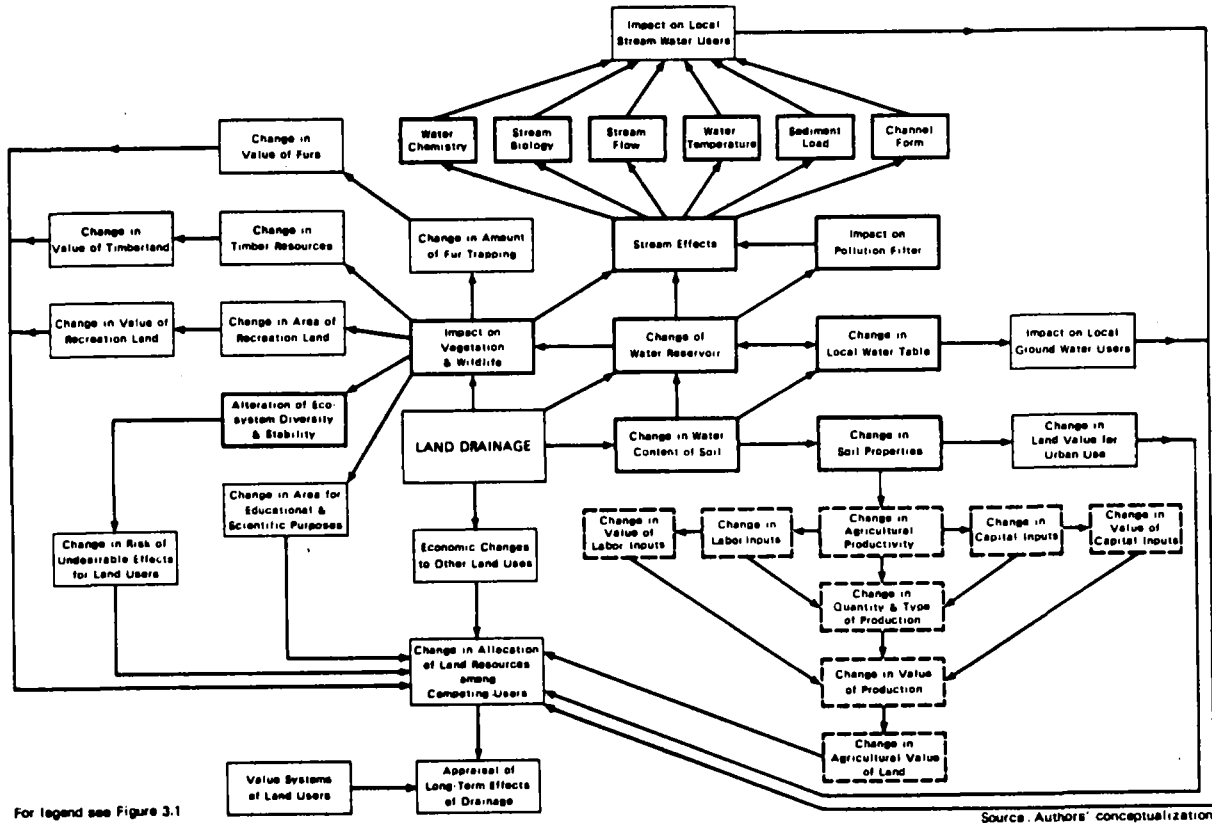 Impact on Local
Stream Water Users
Water
Chemistry
Stream
Biology
Stream
Flow
Water
Temperature
Sediment
Load
Channel
Form
Change in
Value of Furs
Change in
Value of Timberland
Change in
Timber Resources
Change in Amount
of Fur Trapping
Stream Effects
Impact on
Pollution Filter
Change in Value of
Recreation Land
Change in Area of
Recreation Land
Impact on
Vegetation
& Wildlife
Change of
Water Reservoir
Change in
Local Water Table
Impact on Local
Ground Water Users
Alteration of Eco-
system Diversity
& Stability
LAND DRAINAGE
Change in Water
Content of Soil
Change in
Soil Properties
Change in
Land Value for
Urban Use
Change in Area for
Educational &
Scientific Purposes
Change in Risk of
Undesirable Effects
for Land Users
Economic Changes
to Other Land Uses
Change in
Value of
Labor Inputs
Change in
Labor Inputs
Change in
Agricultural
Productivity
Change in
Capital Inputs
Change in
Value of
Capital Inputs
Change in
Quantity & Type
of Production
Change in Allocation
of Land Resources
among
Competing Users
Change in Value
of Production
Change in
Agricultural Value
of Land
Value Systems
of Land Users
Appraisal of
Long-Term Effects
of Drainage
For legend see Figure 3.1
Source. Authors' conceptualization